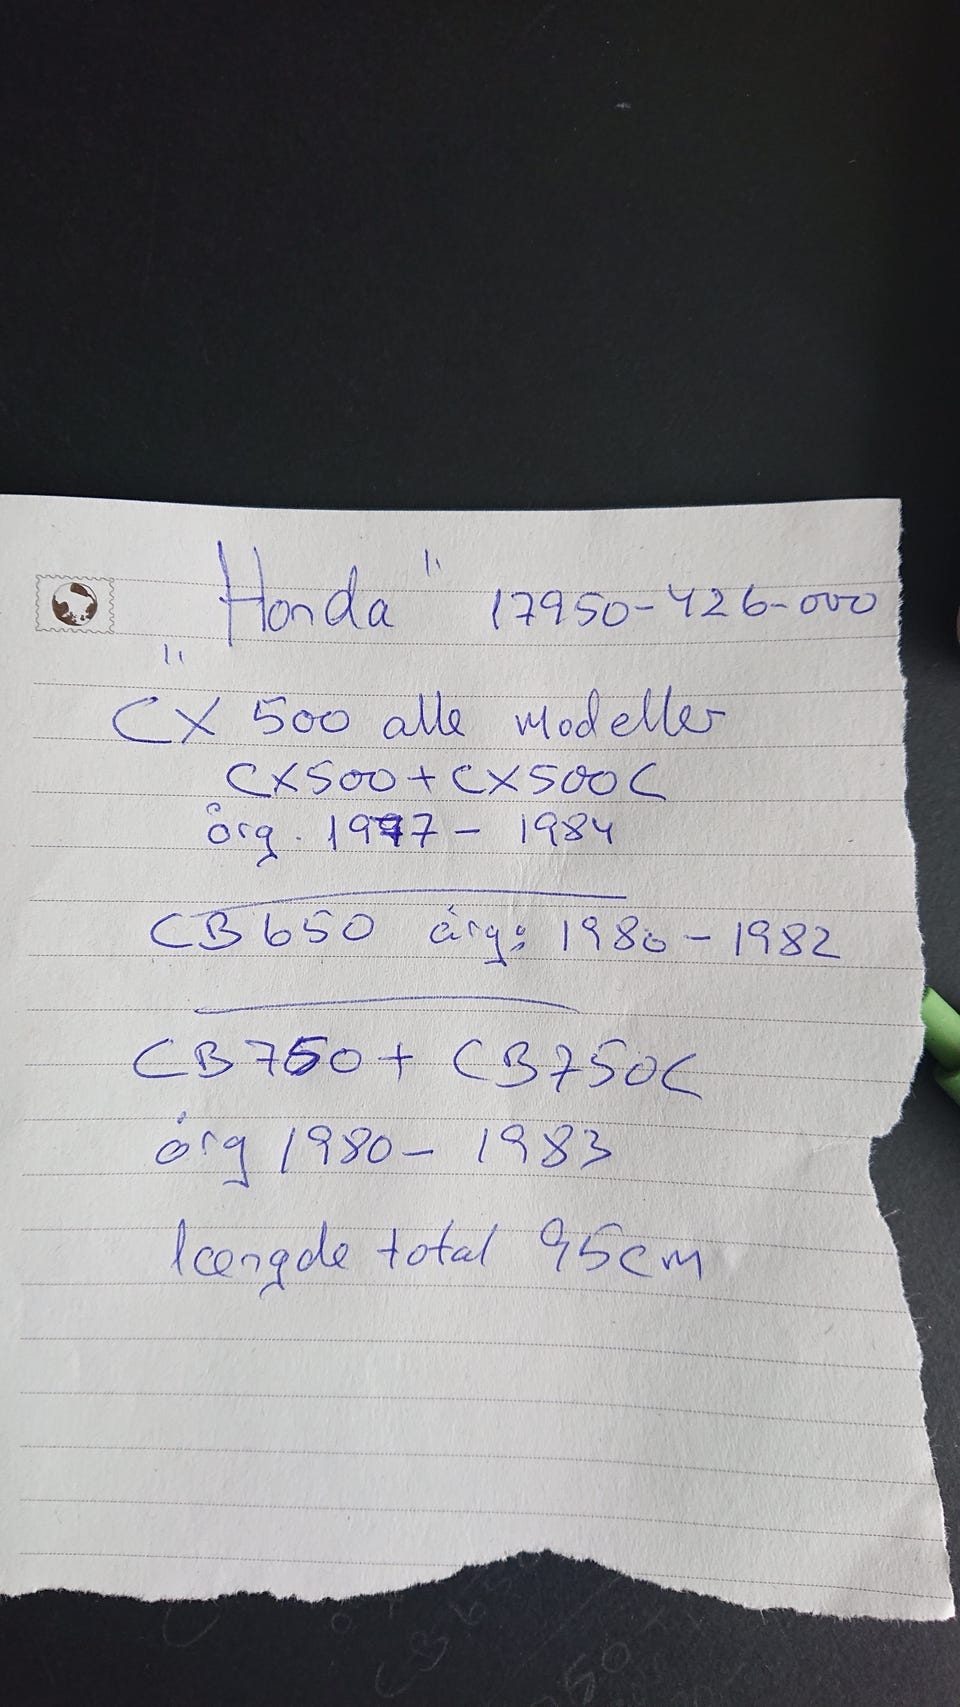 "Honda" 17950-426-000
CX 500 alle modeller
CX500+CX500C
årg. 1977 - 1984
CB650 årg: 1980 - 1982
CB750 + CB750C
årg 1980 - 1983
længde total 95cm